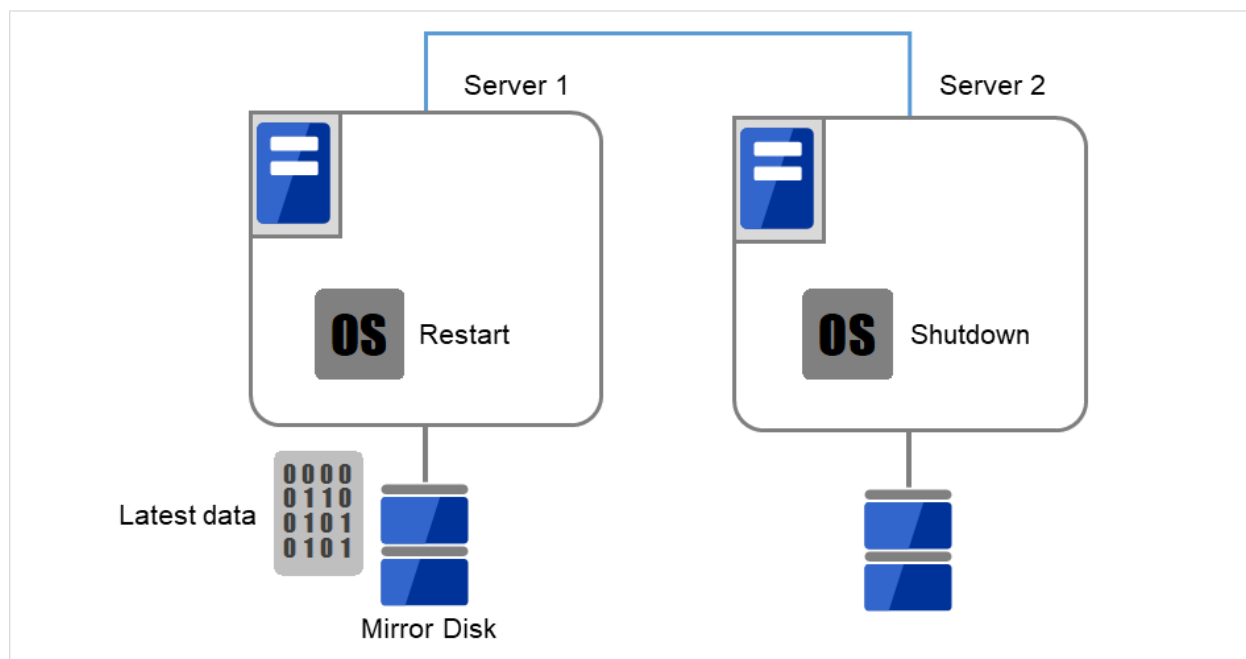 Server 1
Server 2
OS Restart
OS Shutdown
0000
0110
0101
0101
Latest data
Mirror Disk